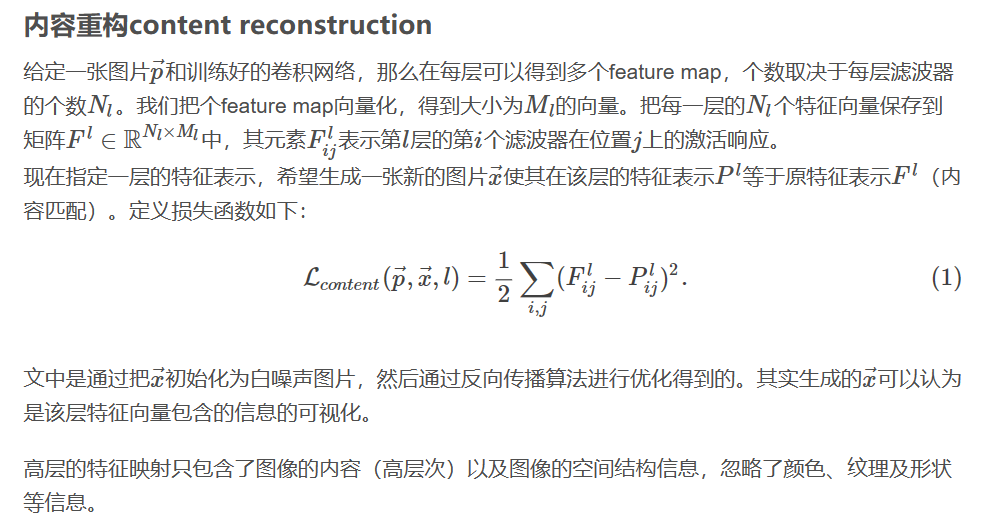 内容重构content reconstruction
给定一张图片$\vec{p}$和训练好的卷积网络，那么在每层可以得到多个feature map，个数取决于每层滤波器
的个数$N_l$。我们把个feature map向量化，得到大小为$M_l$的向量。把每一层的$N_l$个特征向量保存到
矩阵$F^l \in \mathbb{R}^{N_l \times M_l}$中，其元素$F_{ij}^l$表示第$l$层的第$i$个滤波器在位置$j$上的激活响应。
现在指定一层的特征表示，希望生成一张新的图片$\vec{x}$使其在该层的特征表示$P^l$等于原特征表示$F^l$（内
容匹配）。定义损失函数如下：
$\mathcal{L}_{content}(\vec{p}, \vec{x}, l) = \frac{1}{2} \sum_{i,j} (F_{ij}^l - P_{ij}^l)^2.$ (1)
文中是通过把$\vec{x}$初始化为白噪声图片，然后通过反向传播算法进行优化得到的。其实生成的$\vec{x}$可以认为
是该层特征向量包含的信息的可视化。
高层的特征映射只包含了图像的内容（高层次）以及图像的空间结构信息，忽略了颜色、纹理及形状
等信息。